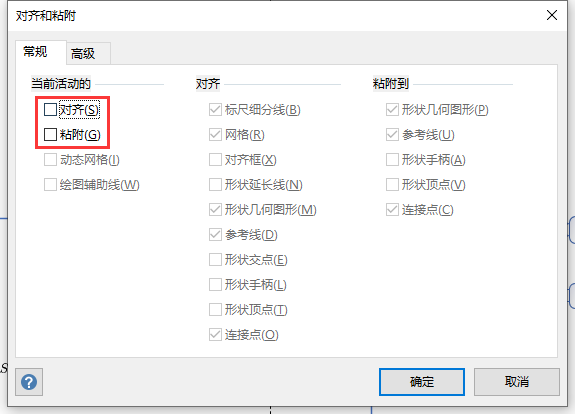 对齐和粘附
常规
高级
当前活动的
对齐(S)
粘附(G)
动态网格(I)
绘图辅助线(W)
对齐
标尺细分线(B)
网格(R)
对齐框(X)
形状延长线(N)
形状几何图形(M)
参考线(D)
形状交点(E)
形状手柄(L)
形状顶点(T)
连接点(O)
粘附到
形状几何图形(P)
参考线(U)
形状手柄(A)
形状顶点(V)
连接点(C)
S
?
确定
取消